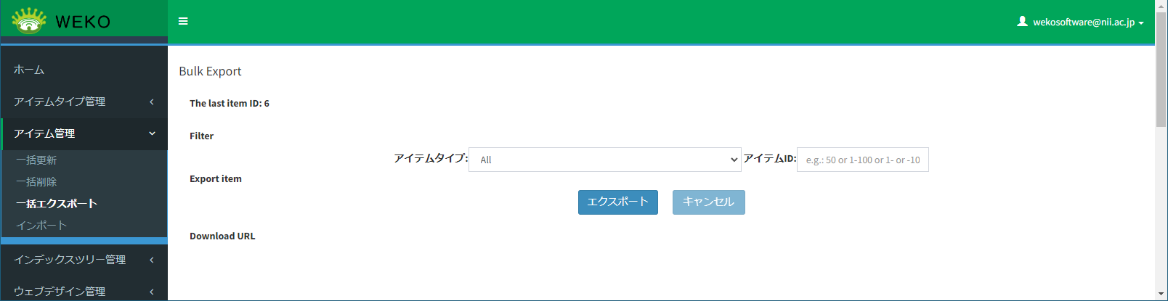 WEKO
wekosoftware@nii.ac.jp
ホーム
アイテムタイプ管理
アイテム管理
一括更新
一括削除
一括エクスポート
インポート
インデックスツリー管理
ウェブデザイン管理
Bulk Export
The last item ID: 6
Filter
アイテムタイプ: All アイテムID: e.g.: 50 or 1-100 or 1- or -10
Export item
エクスポート キャンセル
Download URL